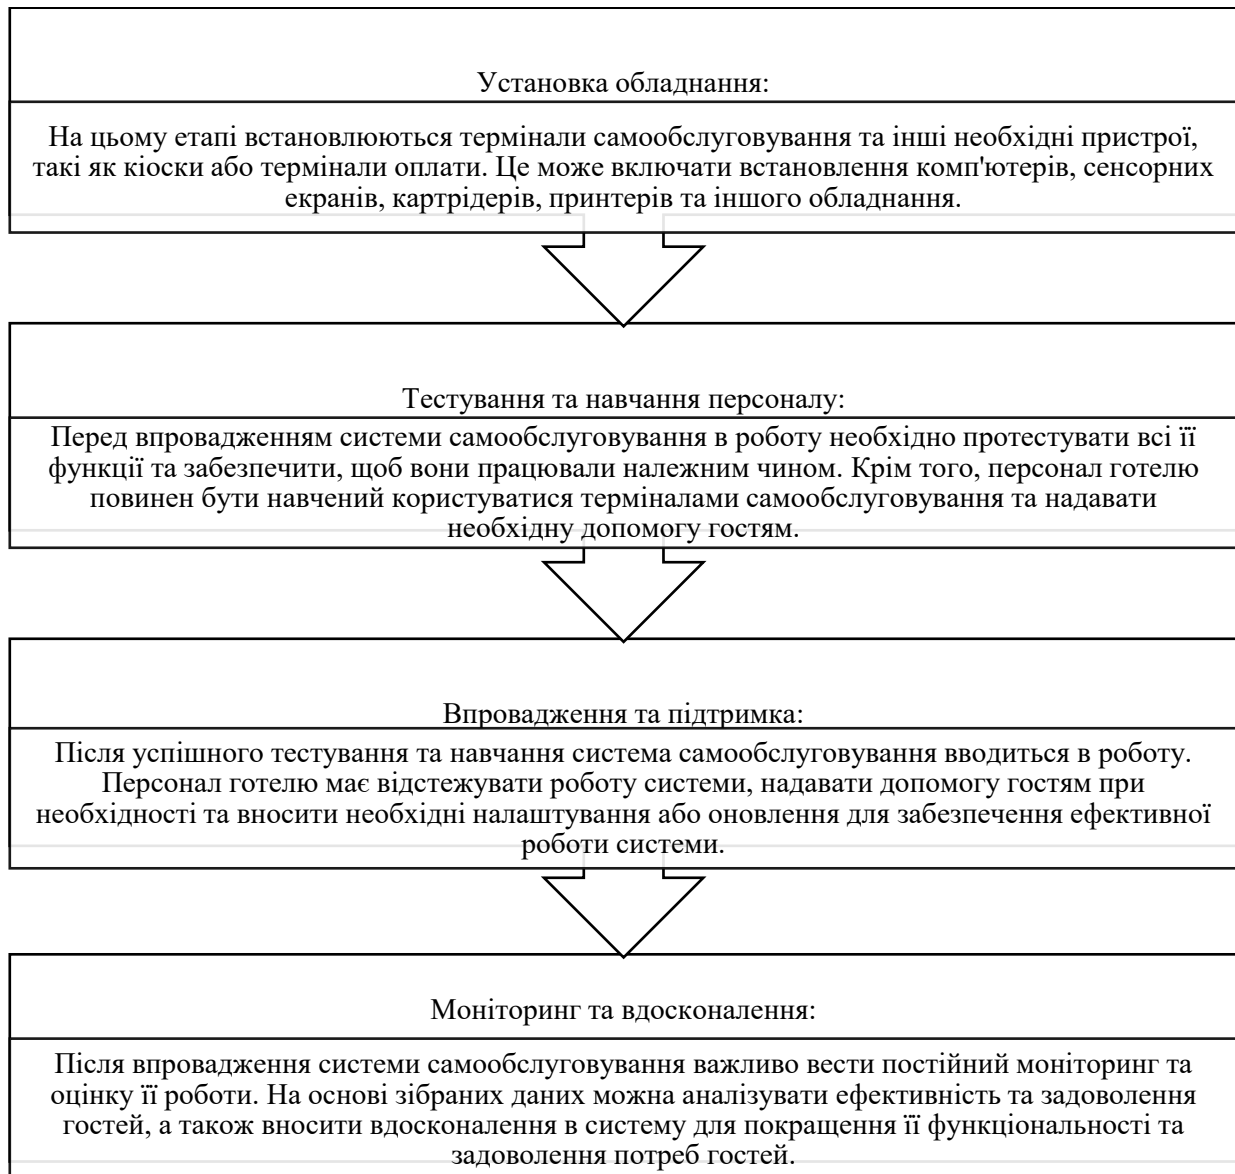 Установка обладнання:
На цьому етапі встановлюються термінали самообслуговування та інші необхідні пристрої,
такі як кіоски або термінали оплати. Це може включати встановлення комп'ютерів, сенсорних
екранів, картрідерів, принтерів та іншого обладнання.
Тестування та навчання персоналу:
Перед впровадженням системи самообслуговування в роботу необхідно протестувати всі її
функції та забезпечити, щоб вони працювали належним чином. Крім того, персонал готелю
повинен бути навчений користуватися терміналами самообслуговування та надавати
необхідну допомогу гостям.
Впровадження та підтримка:
Після успішного тестування та навчання система самообслуговування вводиться в роботу.
Персонал готелю має відстежувати роботу системи, надавати допомогу гостям при
необхідності та вносити необхідні налаштування або оновлення для забезпечення ефективної
роботи системи.
Моніторинг та вдосконалення:
Після впровадження системи самообслуговування важливо вести постійний моніторинг та
оцінку її роботи. На основі зібраних даних можна аналізувати ефективність та задоволення
гостей, а також вносити вдосконалення в систему для покращення її функціональності та
задоволення потреб гостей.